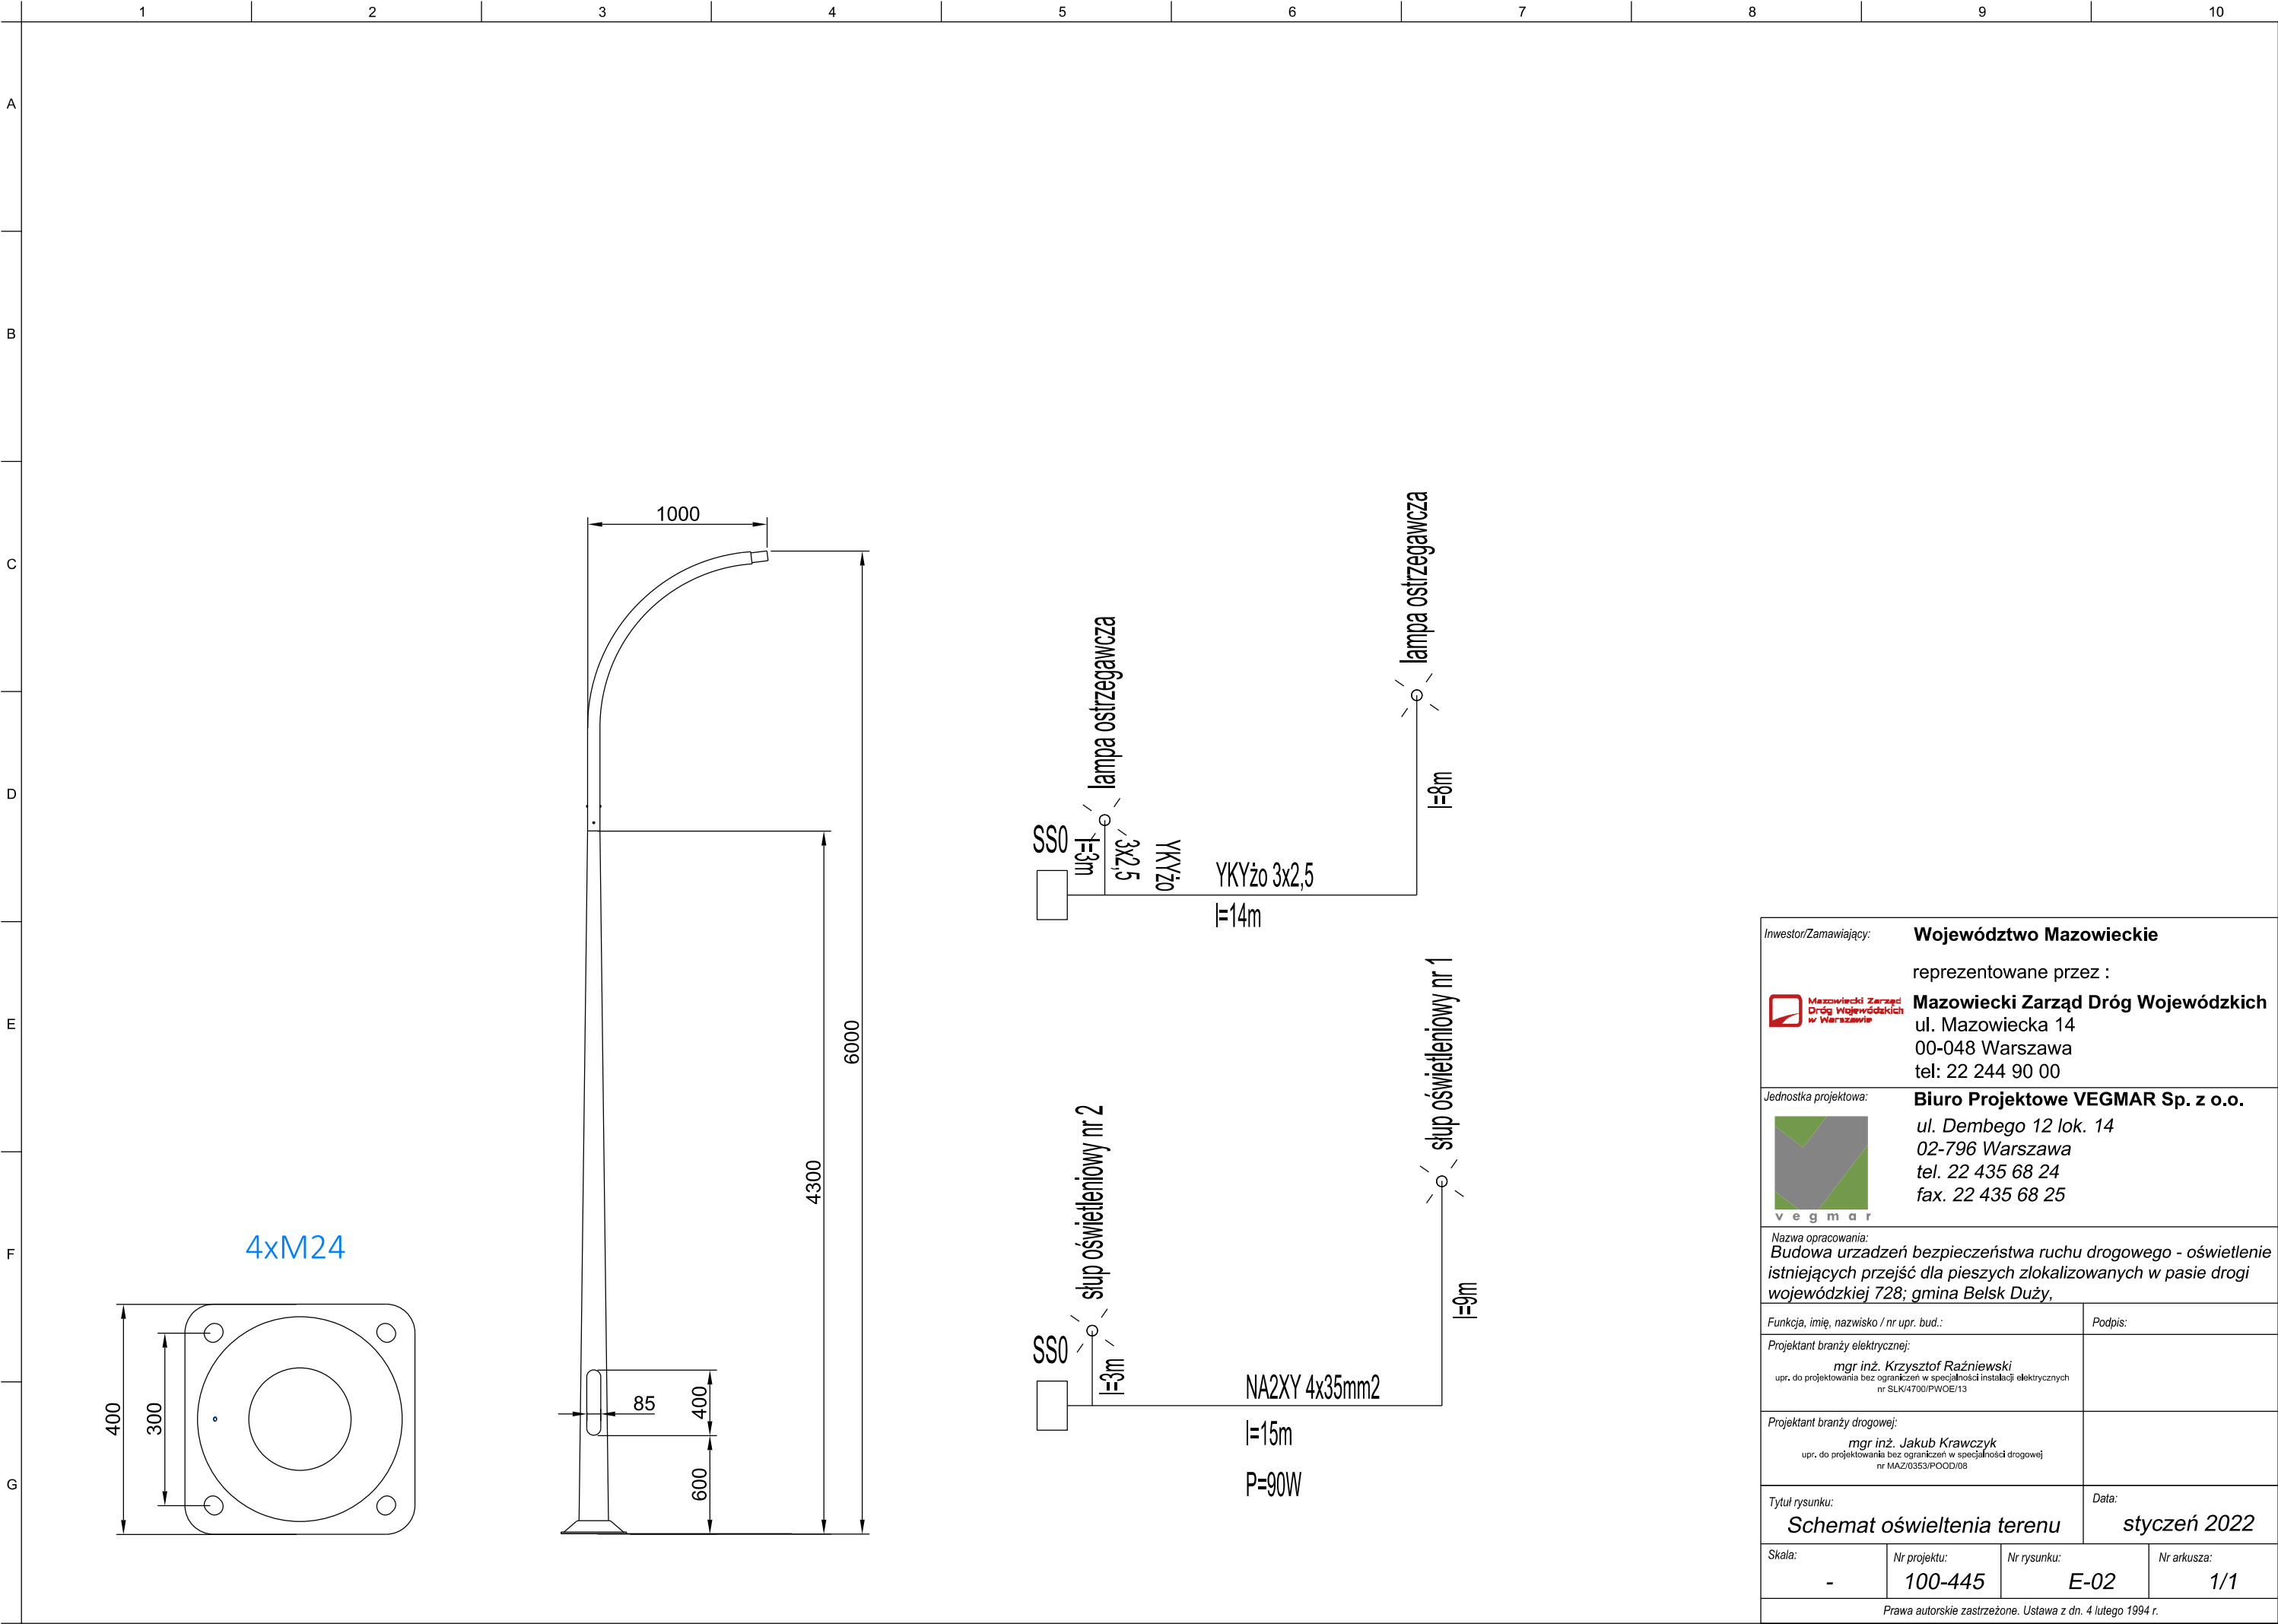 1 2 3 4 5 6 7 8 9 10
A
B
C
D
E
F
G
4xM24
400
300
1000
6000
4300
85
400
600
lampa ostrzegawcza
lampa ostrzegawcza
SS0
l=3m
3x2,5
YKYżo
YKYżo 3x2,5
l=14m
l=8m
słup oświetleniowy nr 2
słup oświetleniowy nr 1
SS0
l=3m
NA2XY 4x35mm2
l=15m
P=90W
l=9m
Inwestor/Zamawiający:
Województwo Mazowieckie
reprezentowane przez :
Mazowiecki Zarząd
Dróg Wojewódzkich
w Warszawie
Mazowiecki Zarząd Dróg Wojewódzkich
ul. Mazowiecka 14
00-048 Warszawa
tel: 22 244 90 00
Jednostka projektowa:
Biuro Projektowe VEGMAR Sp. z o.o.
ul. Dembego 12 lok. 14
02-796 Warszawa
tel. 22 435 68 24
fax. 22 435 68 25
vegmar
Nazwa opracowania:
Budowa urzadzeń bezpieczeństwa ruchu drogowego - oświetlenie
istniejących przejść dla pieszych zlokalizowanych w pasie drogi
wojewódzkiej 728; gmina Belsk Duży,
Funkcja, imię, nazwisko / nr upr. bud.:
Podpis:
Projektant branży elektrycznej:
mgr inż. Krzysztof Raźniewski
upr. do projektowania bez ograniczeń w specjalności instalacji elektrycznych
nr SLK/4700/PWOE/13
Projektant branży drogowej:
mgr inż. Jakub Krawczyk
upr. do projektowania bez ograniczeń w specjalności drogowej
nr MAZ/0353/POOD/08
Tytuł rysunku:
Schemat oświeltenia terenu
Data:
styczeń 2022
Skala:
-
Nr projektu:
100-445
Nr rysunku:
E-02
Nr arkusza:
1/1
Prawa autorskie zastrzeżone. Ustawa z dn. 4 lutego 1994 r.